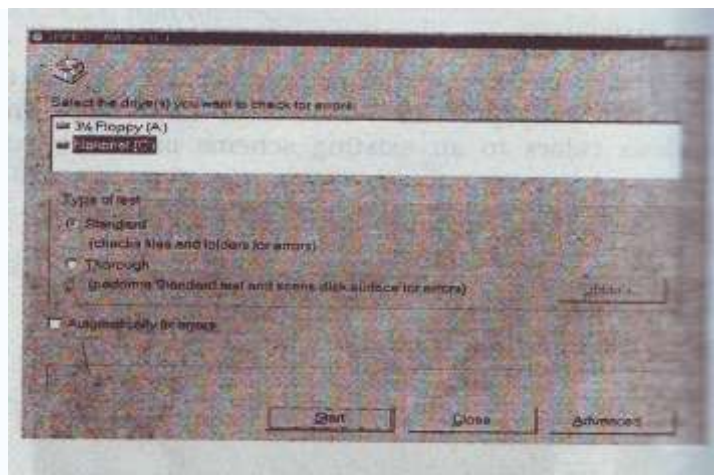 Select the drive(s) you want to check for errors:
3½ Floppy (A:)
(C:)
Type of test
Standard
(checks files and folders for errors)
Thorough
(performs Standard test and scans disk surface for errors)
Automatically fix errors
Start
Close
Advanced